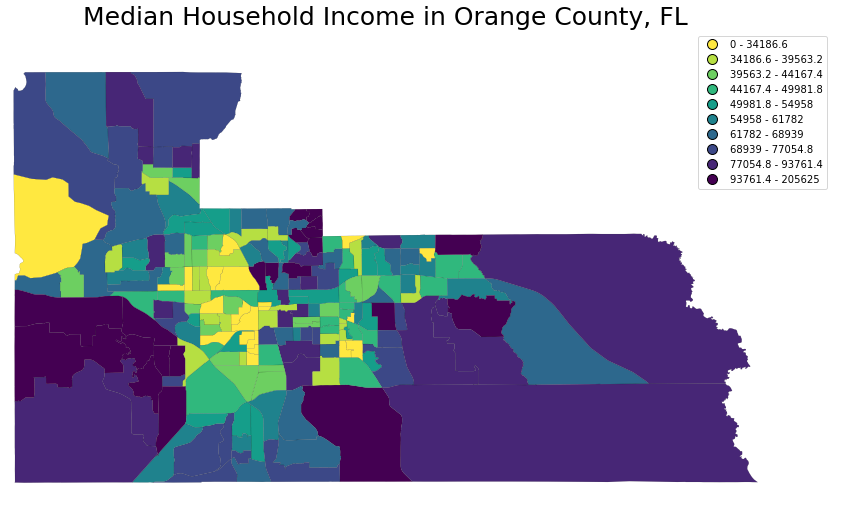 Median Household Income in Orange County, FL
0 - 34186.6
34186.6 - 39563.2
39563.2 - 44167.4
44167.4 - 49981.8
49981.8 - 54958
54958 - 61782
61782 - 68939
68939 - 77054.8
77054.8 - 93761.4
93761.4 - 205625